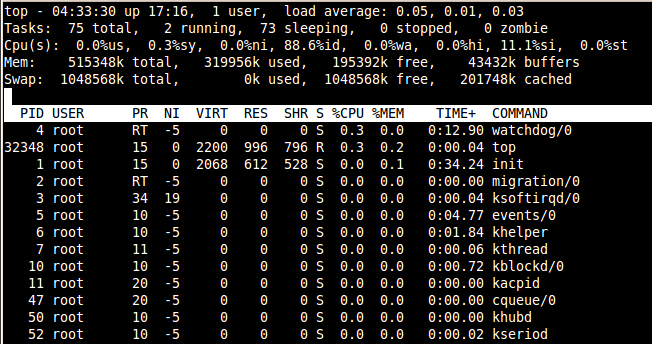 top - 04:33:30 up 17:16,  1 user,  load average: 0.05, 0.01, 0.03
Tasks:  75 total,   2 running,  73 sleeping,   0 stopped,   0 zombie
Cpu(s):  0.0%us,  0.3%sy,  0.0%ni, 88.6%id,  0.0%wa,  0.0%hi, 11.1%si,  0.0%st
Mem:    515348k total,   319956k used,   195392k free,    43432k buffers
Swap:  1048568k total,        0k used,  1048568k free,   201748k cached
  PID USER      PR  NI  VIRT  RES  SHR S %CPU %MEM    TIME+  COMMAND
    4 root      RT  -5     0    0    0 S  0.3  0.0   0:12.90 watchdog/0
32348 root      15   0  2200  996  796 R  0.3  0.2   0:00.04 top
    1 root      15   0  2068  612  528 S  0.0  0.1   0:34.24 init
    2 root      RT  -5     0    0    0 S  0.0  0.0   0:00.00 migration/0
    3 root      34  19     0    0    0 S  0.0  0.0   0:00.04 ksoftirqd/0
    5 root      10  -5     0    0    0 S  0.0  0.0   0:04.77 events/0
    6 root      10  -5     0    0    0 S  0.0  0.0   0:01.84 khelper
    7 root      11  -5     0    0    0 S  0.0  0.0   0:00.06 kthread
   10 root      10  -5     0    0    0 S  0.0  0.0   0:00.72 kblockd/0
   11 root      20  -5     0    0    0 S  0.0  0.0   0:00.00 kacpid
   47 root      20  -5     0    0    0 S  0.0  0.0   0:00.00 cqueue/0
   50 root      10  -5     0    0    0 S  0.0  0.0   0:00.00 khubd
   52 root      10  -5     0    0    0 S  0.0  0.0   0:00.02 kseriod